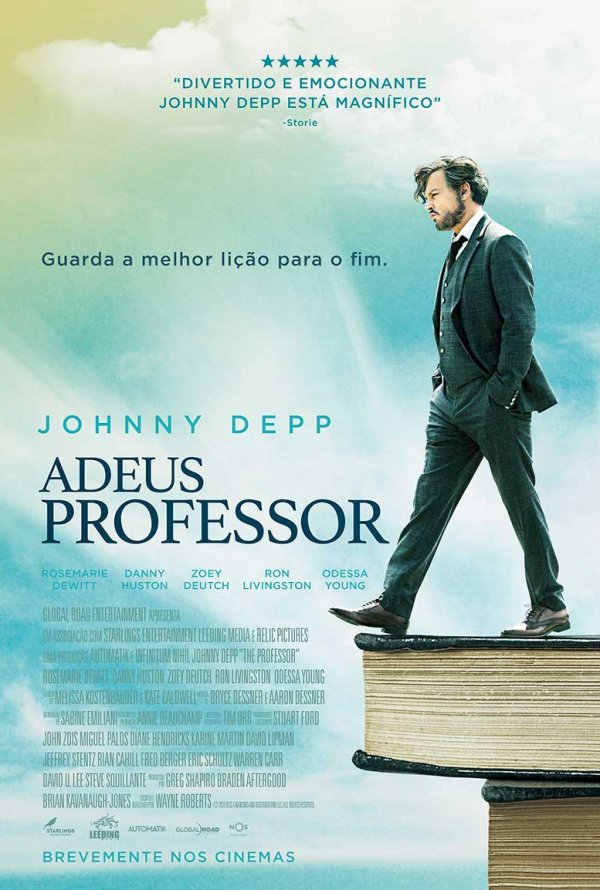 ★★★★★
“DIVERTIDO E EMOCIONANTE
JOHNNY DEPP ESTÁ MAGNÍFICO”
-Storie
Guarda a melhor lição para o fim.
JOHNNY DEPP
ADEUS
PROFESSOR
ROSEMARIE DEWITT DANNY HUSTON ZOEY DEUTCH RON LIVINGSTON ODESSA YOUNG
GLOBAL ROAD ENTERTAINMENT APRESENTA
EM ASSOCIAÇÃO COM STARLINGS ENTERTAINMENT LEEDING MEDIA & RELIC PICTURES
UMA PRODUÇÃO AUTOMATIK E INFINITUM NIHIL JOHNNY DEPP "THE PROFESSOR"
ROSEMARIE DEWITT DANNY HUSTON ZOEY DEUTCH RON LIVINGSTON ODESSA YOUNG
MELISSA KOSTENBAUDER & KATE CALDWELL BRYCE DESSNER & AARON DESSNER
SABINE EMILIANI ANNIE BEAUCHAMP TIM ORR STUART FORD
JOHN ZOIS MIGUEL PALOS DIANE HENDRICKS KARINE MARTIN DAVID LIPMAN
JEFFREY STENTZ RIAN CAHILL FRED BERGER ERIC SCHULTZ WARREN CARR
DAVID U. LEE STEVE SQUILLANTE GREG SHAPIRO BRADEN AFTERGOOD
BRIAN KAVANAUGH-JONES WAYNE ROBERTS
STARLINGS LEEDING AUTOMATIK GLOBAL ROAD NOS
BREVEMENTE NOS CINEMAS